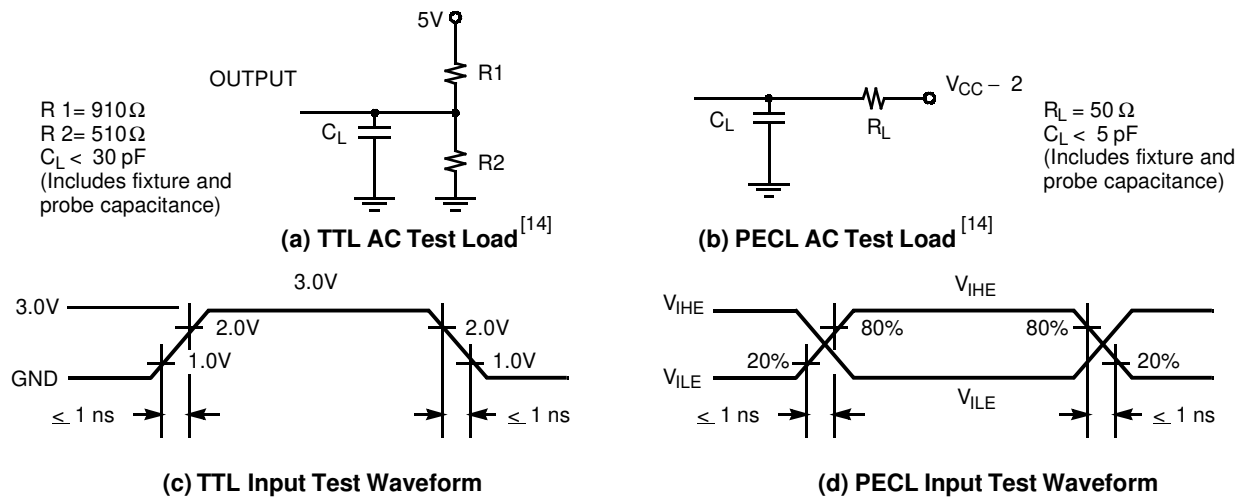 5V
OUTPUT
R1
R 1= 910Ω
R 2= 510Ω
C_L < 30 pF
(Includes fixture and
probe capacitance)
C_L
R2
(a) TTL AC Test Load [14]
V_CC – 2
C_L
R_L
R_L = 50 Ω
C_L < 5 pF
(Includes fixture and
probe capacitance)
(b) PECL AC Test Load [14]
3.0V
3.0V
2.0V
2.0V
1.0V
1.0V
GND
≤ 1 ns
≤ 1 ns
(c) TTL Input Test Waveform
V_IHE
V_IHE
80%
80%
20%
20%
V_ILE
V_ILE
≤ 1 ns
≤ 1 ns
(d) PECL Input Test Waveform